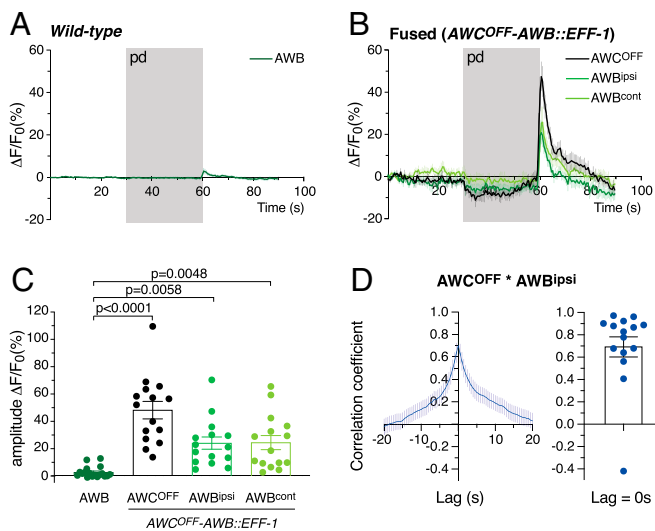 A
Wild-type
pd
AWB
60
40
20
0
-20
ΔF/F₀(%)
20
40
60
80
100
Time (s)
B
Fused (AWCᴼᶠᶠ-AWB::EFF-1)
pd
AWCᴼᶠᶠ
AWBⁱᵖˢⁱ
AWBᶜᵒⁿᵗ
60
40
20
0
-20
ΔF/F₀(%)
20
40
60
80
100
Time (s)
C
p=0.0048
p=0.0058
p<0.0001
120
100
80
60
40
20
0
amplitude ΔF/F₀(%)
AWB
AWCᴼᶠᶠ
AWBⁱᵖˢⁱ
AWBᶜᵒⁿᵗ
AWCᴼᶠᶠ-AWB::EFF-1
D
AWCᴼᶠᶠ * AWBⁱᵖˢⁱ
Correlation coefficient
1.0
0.8
0.6
0.4
0.2
0.0
-0.2
-0.4
-20
-10
0
10
20
Lag (s)
1.0
0.8
0.6
0.4
0.2
0.0
-0.2
-0.4
Lag = 0s